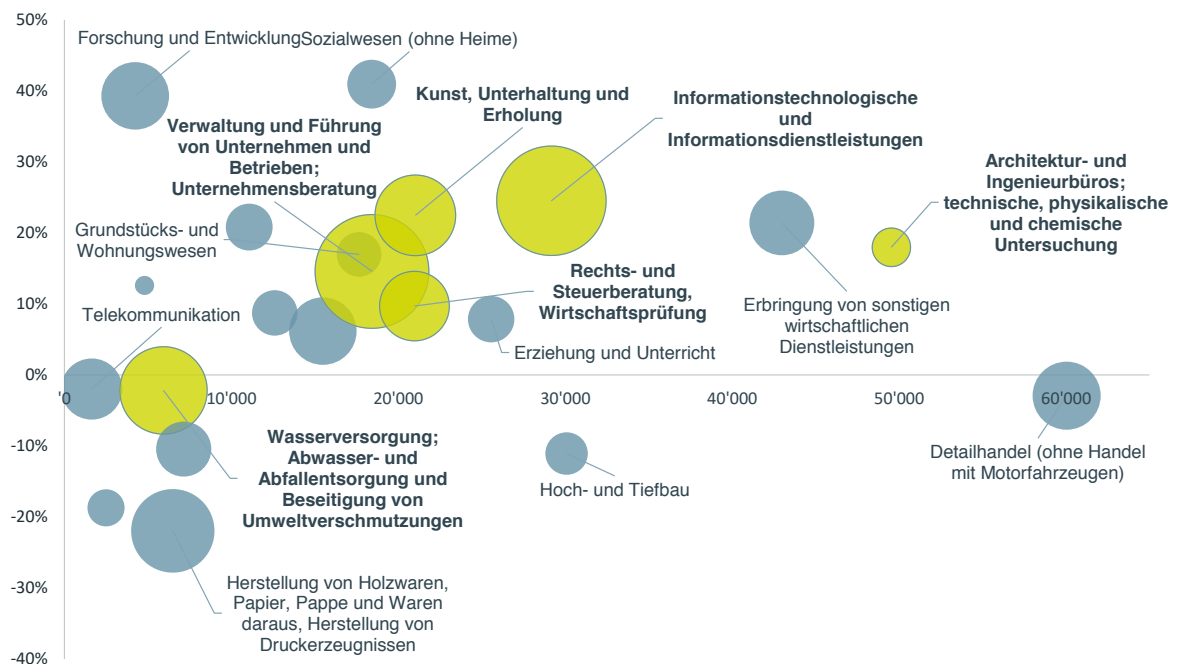 50%
Forschung und Entwicklung
Sozialwesen (ohne Heime)
40%
Kunst, Unterhaltung und
Erholung
Informationstechnologische
und
Informationsdienstleistungen
Verwaltung und Führung
von Unternehmen und
Betrieben;
Unternehmensberatung
30%
Architektur- und
Ingenieurbüros;
technische, physikalische
und chemische
Untersuchung
20%
Grundstücks- und
Wohnungswesen
Rechts- und
Steuerberatung,
Wirtschaftsprüfung
10%
Telekommunikation
Erbringung von sonstigen
wirtschaftlichen
Dienstleistungen
Erziehung und Unterricht
0%
'0
10'000
20'000
30'000
40'000
50'000
60'000
-10%
Wasserversorgung;
Abwasser- und
Abfallentsorgung und
Beseitigung von
Umweltverschmutzungen
Hoch- und Tiefbau
Detailhandel (ohne Handel
mit Motorfahrzeugen)
-20%
-30%
Herstellung von Holzwaren,
Papier, Pappe und Waren
daraus, Herstellung von
Druckerzeugnissen
-40%